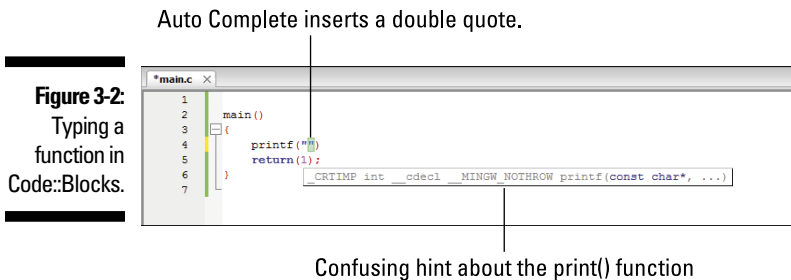 Auto Complete inserts a double quote.
Figure 3-2:
Typing a
function in
Code::Blocks.
*main.c ×
1
2 main()
3 {
4 printf("")
5 return(1);
6 }
7
_CRTIMP int __cdecl __MINGW_NOTHROW printf(const char*, ...)
Confusing hint about the print() function